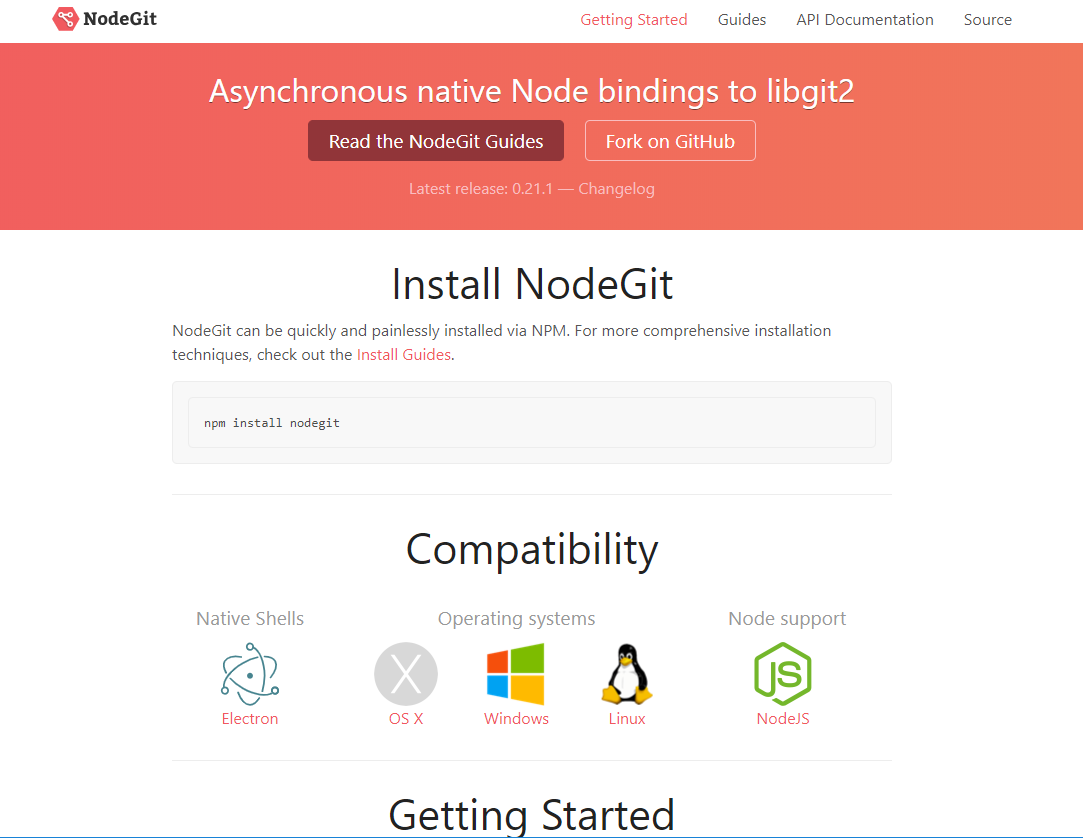 NodeGit
Getting Started Guides API Documentation Source
Asynchronous native Node bindings to libgit2
Read the NodeGit Guides Fork on GitHub
Latest release: 0.21.1 — Changelog
Install NodeGit
NodeGit can be quickly and painlessly installed via NPM. For more comprehensive installation
techniques, check out the Install Guides.
npm install nodegit
Compatibility
Native Shells Operating systems Node support
X JS
Electron OS X Windows Linux NodeJS
Getting Started